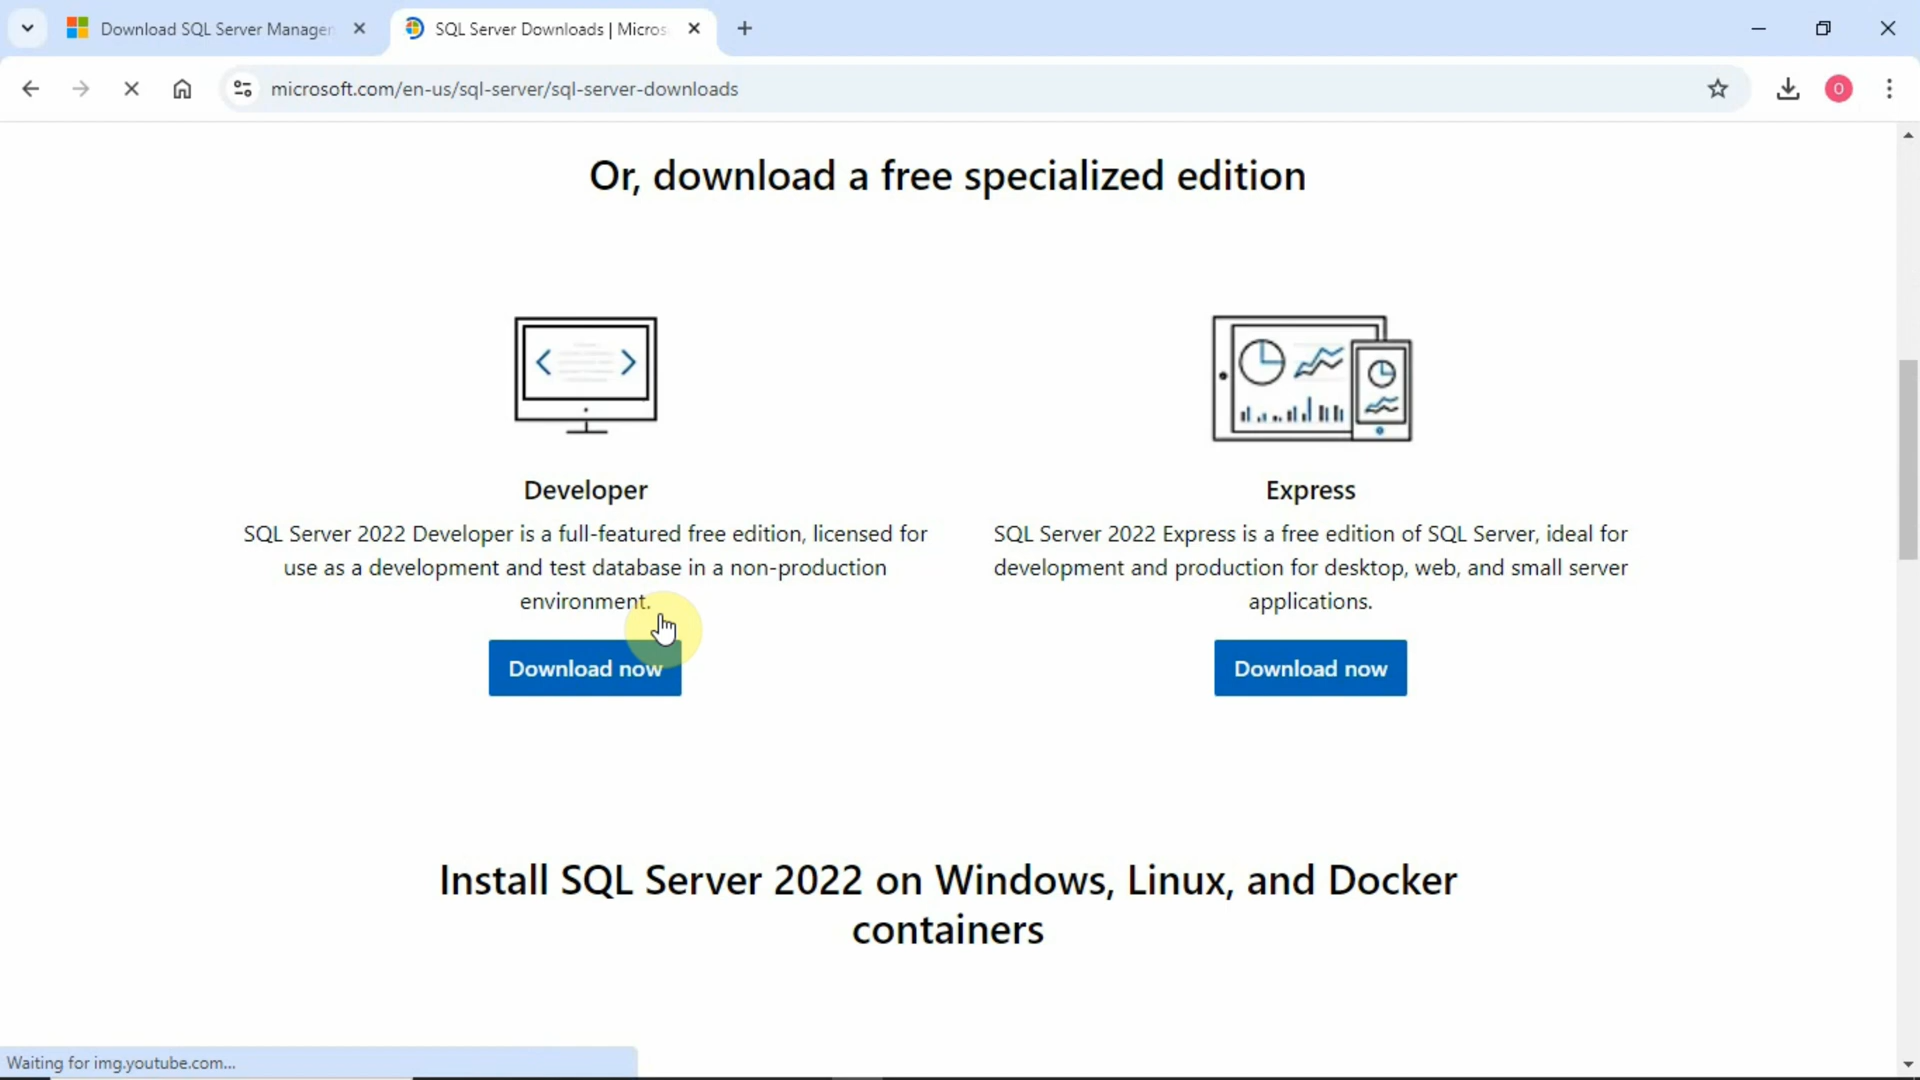 Download SQL Server Manage
SQL Server Downloads | Micros
microsoft.com/en-us/sql-server/sql-server-downloads
O
Or, download a free specialized edition
Developer
SQL Server 2022 Developer is a full-featured free edition, licensed for
use as a development and test database in a non-production
environment.
Download now
Express
SQL Server 2022 Express is a free edition of SQL Server, ideal for
development and production for desktop, web, and small server
applications.
Download now
Install SQL Server 2022 on Windows, Linux, and Docker
containers
Waiting for img.youtube.com...